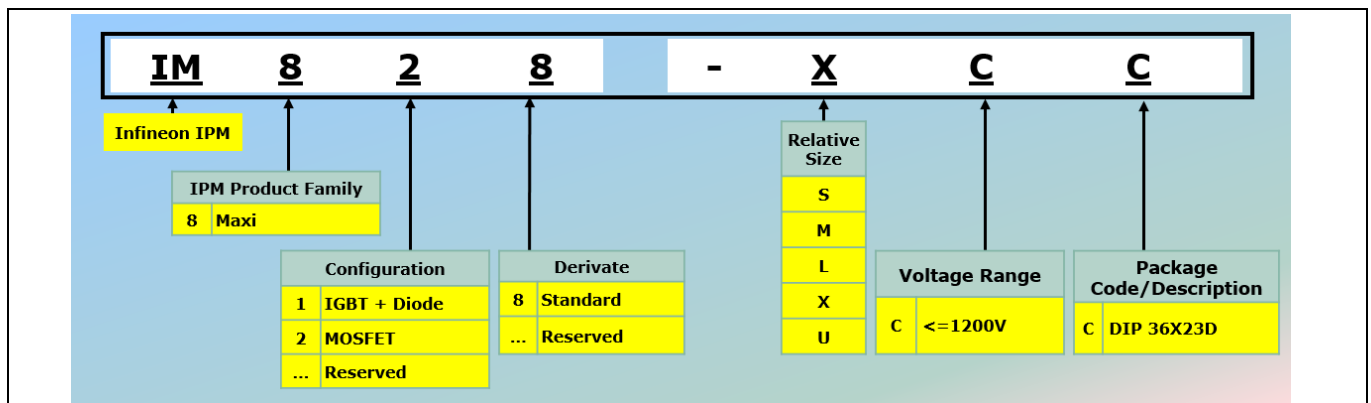 IM 8 2 8 - X C C
Infineon IPM
IPM Product Family
8 Maxi
Configuration
1 IGBT + Diode
2 MOSFET
... Reserved
Derivate
8 Standard
... Reserved
Relative
Size
S
M
L
X
U
Voltage Range
C <=1200V
Package
Code/Description
C DIP 36X23D